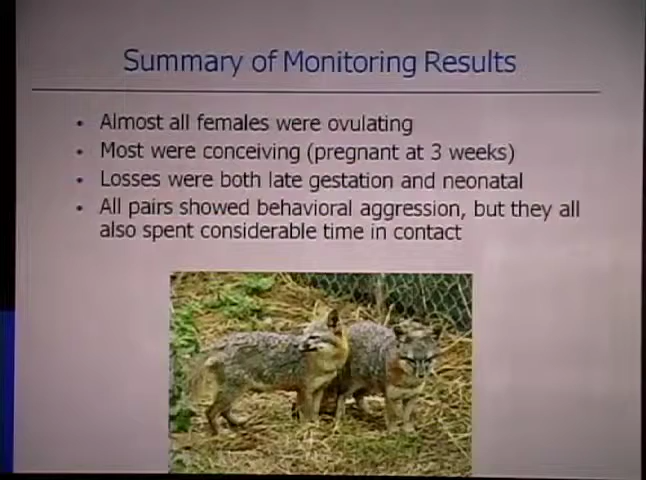 Summary of Monitoring Results
• Almost all females were ovulating
• Most were conceiving (pregnant at 3 weeks)
• Losses were both late gestation and neonatal
• All pairs showed behavioral aggression, but they all
also spent considerable time in contact